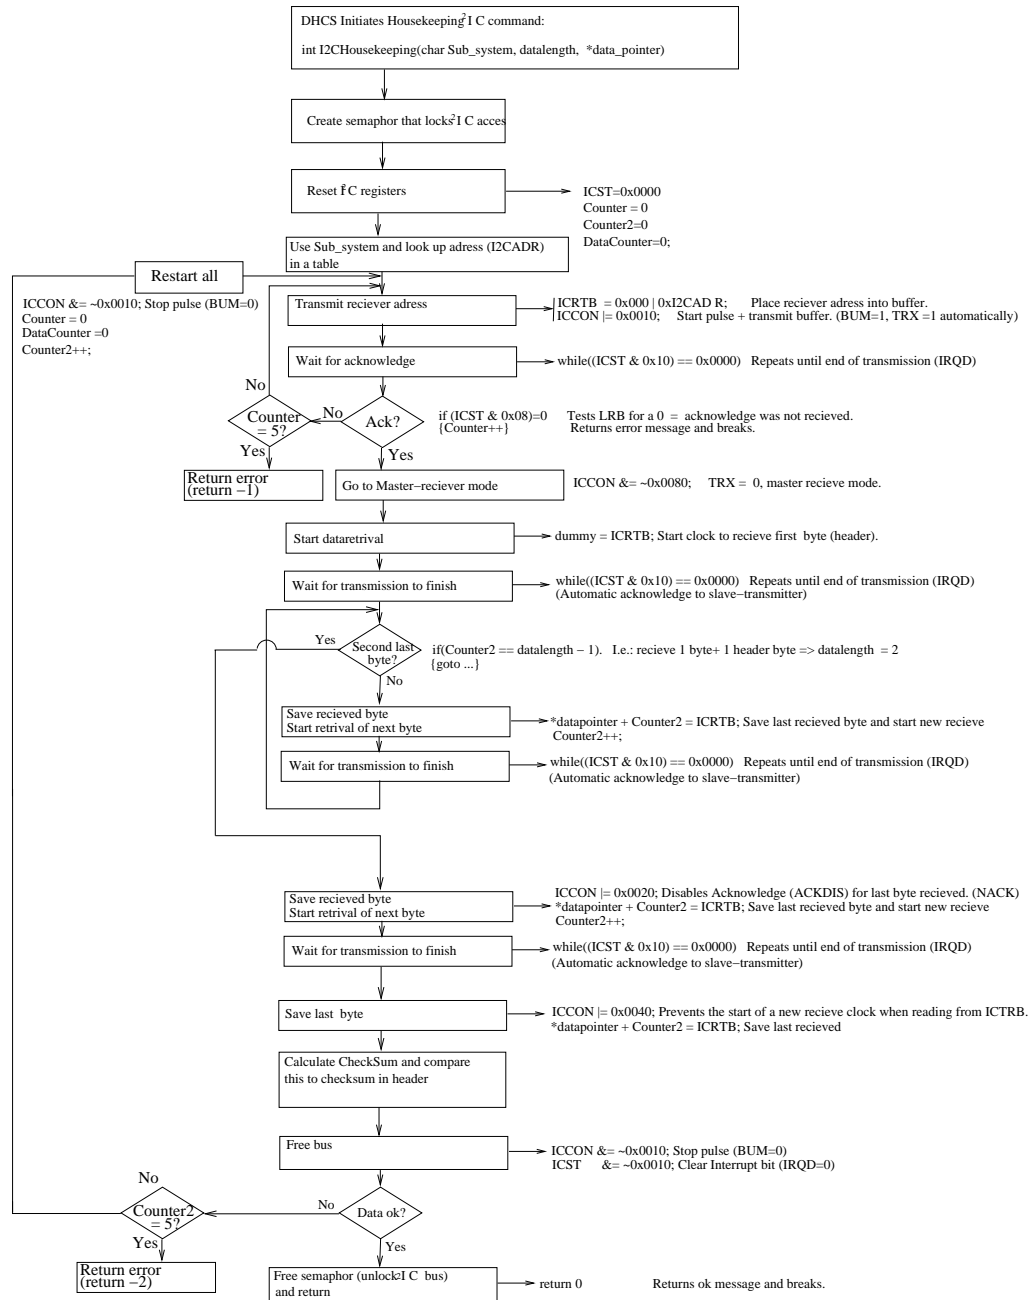 DHCS Initiates Housekeeping I²C command:
int I2CHousekeeping(char Sub_system, datalength, *data_pointer)
Create semaphor that locks I²C acces
Reset I²C registers
ICST=0x0000
Counter = 0
Counter2=0
DataCounter=0;
Use Sub_system and look up adress (I2CADR)
in a table
Restart all
ICCON &= ~0x0010; Stop pulse (BUM=0)
Counter = 0
DataCounter =0
Counter2++;
Transmit reciever adress
ICRTB = 0x000 | 0xI2CAD R; Place reciever adress into buffer.
ICCON |= 0x0010; Start pulse + transmit buffer. (BUM=1, TRX =1 automatically)
Wait for acknowledge
while((ICST & 0x10) == 0x0000) Repeats until end of transmission (IRQD)
No
Counter
= 5?
No
Ack?
if (ICST & 0x08)=0 Tests LRB for a 0 = acknowledge was not recieved.
{Counter++} Returns error message and breaks.
Yes
Yes
Return error
(return −1)
Go to Master−reciever mode
ICCON &= ~0x0080; TRX = 0, master recieve mode.
Start dataretrival
dummy = ICRTB; Start clock to recieve first byte (header).
Wait for transmission to finish
while((ICST & 0x10) == 0x0000) Repeats until end of transmission (IRQD)
(Automatic acknowledge to slave−transmitter)
Yes
Second last
byte?
if(Counter2 == datalength − 1). I.e.: recieve 1 byte+ 1 header byte => datalength = 2
{goto ...}
No
Save recieved byte
Start retrival of next byte
*datapointer + Counter2 = ICRTB; Save last recieved byte and start new recieve
Counter2++;
Wait for transmission to finish
while((ICST & 0x10) == 0x0000) Repeats until end of transmission (IRQD)
(Automatic acknowledge to slave−transmitter)
Save recieved byte
Start retrival of next byte
ICCON |= 0x0020; Disables Acknowledge (ACKDIS) for last byte recieved. (NACK)
*datapointer + Counter2 = ICRTB; Save last recieved byte and start new recieve
Counter2++;
Wait for transmission to finish
while((ICST & 0x10) == 0x0000) Repeats until end of transmission (IRQD)
(Automatic acknowledge to slave−transmitter)
Save last byte
ICCON |= 0x0040; Prevents the start of a new recieve clock when reading from ICTRB.
*datapointer + Counter2 = ICRTB; Save last recieved
Calculate CheckSum and compare
this to checksum in header
Free bus
ICCON &= ~0x0010; Stop pulse (BUM=0)
ICST &= ~0x0010; Clear Interrupt bit (IRQD=0)
No
Counter2
= 5?
No
Data ok?
Yes
Yes
Return error
(return −2)
Free semaphor (unlock I²C bus)
and return
return 0 Returns ok message and breaks.